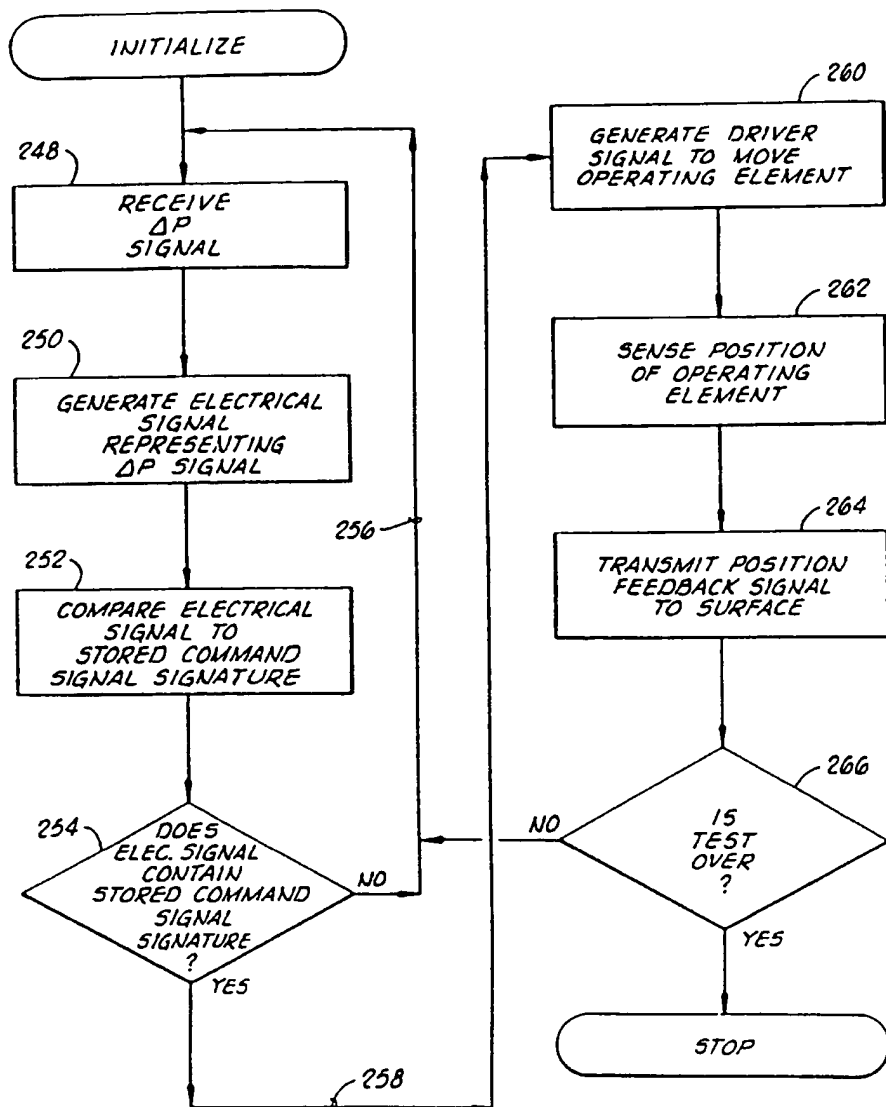 INITIALIZE
248
RECEIVE
ΔP
SIGNAL
250
GENERATE ELECTRICAL
SIGNAL
REPRESENTING
ΔP SIGNAL
252
COMPARE ELECTRICAL
SIGNAL TO
STORED COMMAND
SIGNAL SIGNATURE
254
DOES
ELEC. SIGNAL
CONTAIN
STORED COMMAND
SIGNAL
SIGNATURE
?
NO
YES
256
258
260
GENERATE DRIVER
SIGNAL TO MOVE
OPERATING ELEMENT
262
SENSE POSITION
OF OPERATING
ELEMENT
264
TRANSMIT POSITION
FEEDBACK SIGNAL
TO SURFACE
266
IS
TEST
OVER
?
NO
YES
STOP